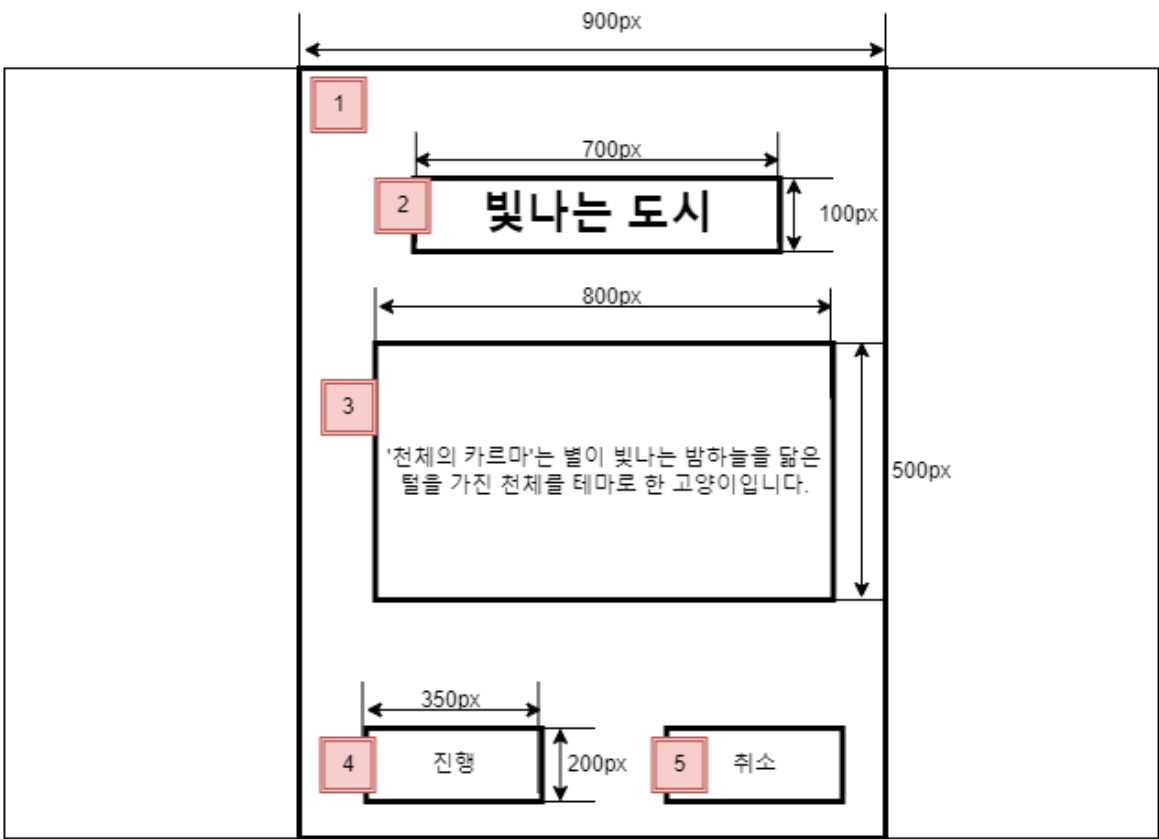 900px
1
700px
2
빛나는 도시
100px
800px
3
'천체의 카르마'는 별이 빛나는 밤하늘을 닮은
털을 가진 천체를 테마로 한 고양이입니다.
500px
350px
4
진행
200px
5
취소